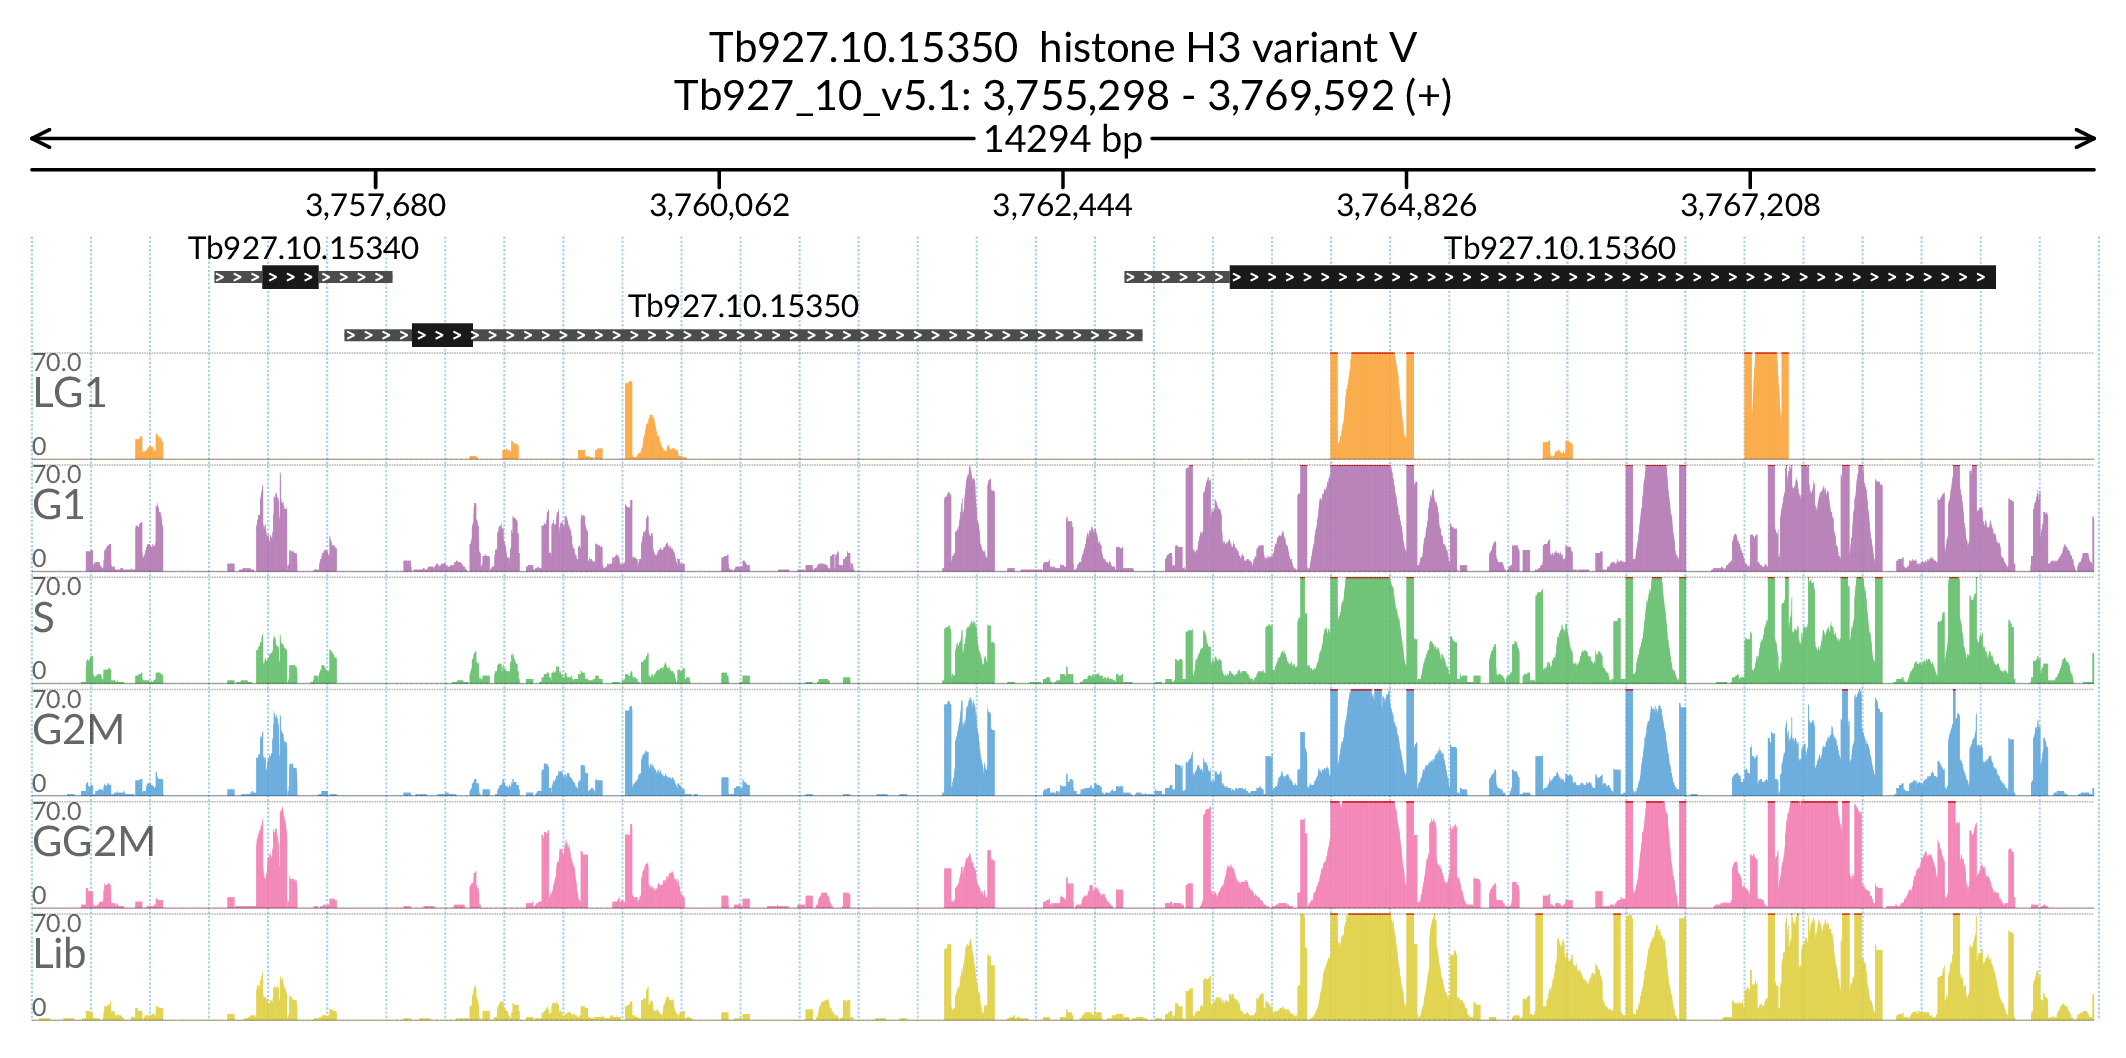 Tb927.10.15350  histone H3 variant V
Tb927_10_v5.1: 3,755,298 - 3,769,592 (+)
14294 bp
3,757,680 3,760,062 3,762,444 3,764,826 3,767,208
Tb927.10.15340 Tb927.10.15360
Tb927.10.15350
70.0
LG1
0
70.0
G1
0
70.0
S
0
70.0
G2M
0
70.0
GG2M
0
70.0
Lib
0